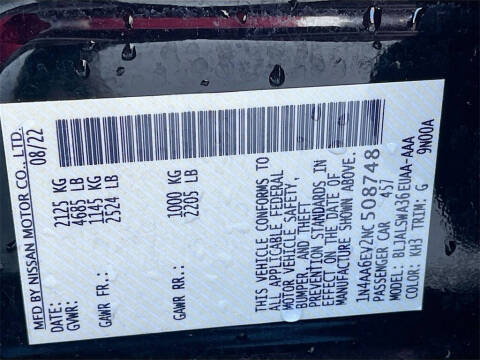 MFD BY NISSAN MOTOR CO., LTD.
DATE: 08/22
GVWR: 2125 KG
4685 LB
GAWR FR.: 1145 KG
2524 LB
GAWR RR.: 1000 KG
2205 LB
THIS VEHICLE CONFORMS TO
ALL APPLICABLE FEDERAL
MOTOR VEHICLE SAFETY,
BUMPER, AND THEFT
PREVENTION STANDARDS IN
EFFECT ON THE DATE OF
MANUFACTURE SHOWN ABOVE.
1N4AA6EV2NC508748
PASSENGER CAR 457
MODEL: BLJALSWA36EUAA-AAA
COLOR: KH3 TRIM: G 9N00A